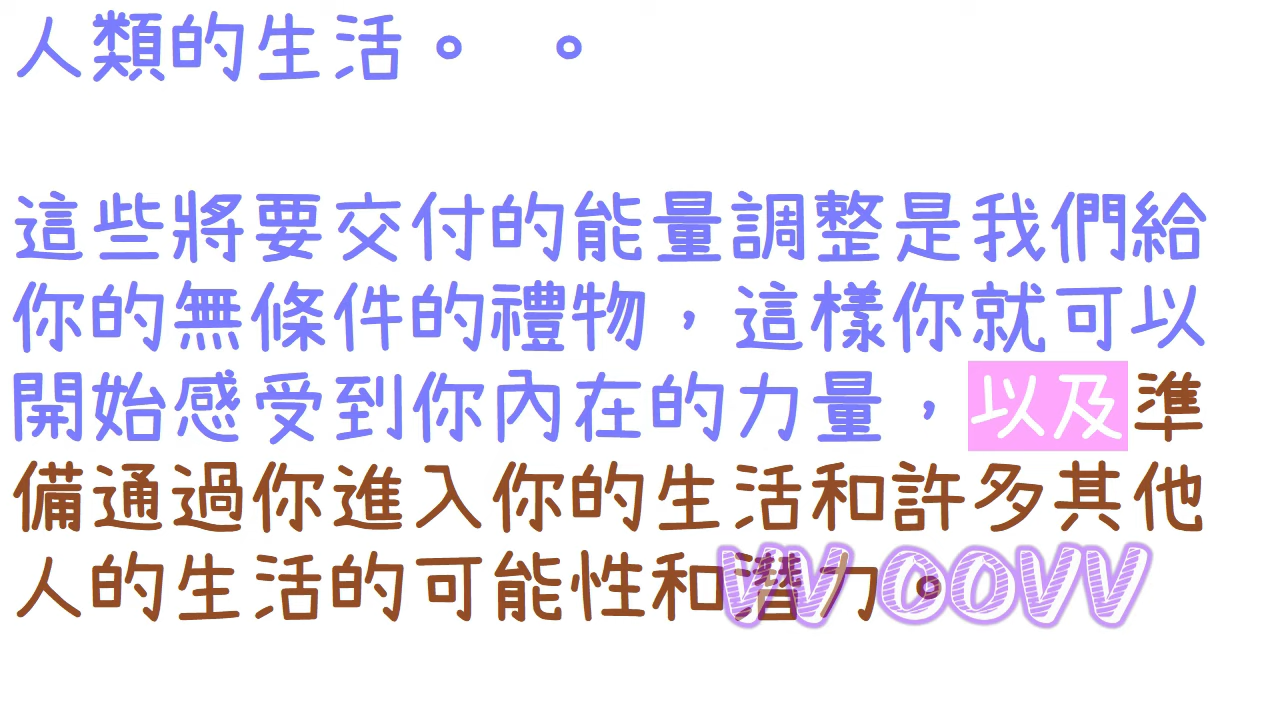 人類的生活。 。
這些將要交付的能量調整是我們給
你的無條件的禮物，這樣你就可以
開始感受到你內在的力量，以及準
備通過你進入你的生活和許多其他
人的生活的可能性和潛力。
VV OOVV